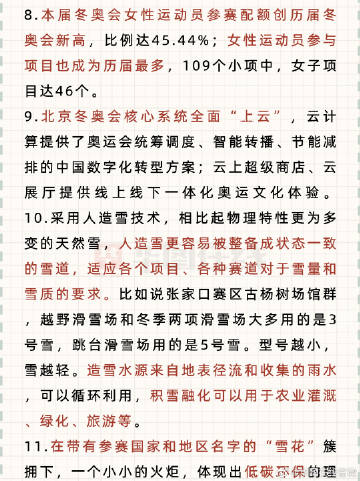 8.本届冬奥会女性运动员参赛配额创历届冬
奥会新高，比例达45.44%；女性运动员参与
项目也成为历届最多，109个小项中，女子项
目达46个。
9.北京冬奥会核心系统全面“上云”，云计
算提供了奥运会统筹调度、智能转播、节能减
排的中国数字化转型方案；云上超级商店、云
展厅提供线上线下一体化奥运文化体验。
10.采用人造雪技术，相比起物理特性更为多
变的天然雪，人造雪更容易被整备成状态一致
的雪道，适应各个项目、各种赛道对于雪量和
雪质的要求。比如说张家口赛区古杨树场馆群
，越野滑雪场和冬季两项滑雪场大多用的是3
号雪，跳台滑雪场用的是5号雪。型号越小，
雪越轻。造雪水源来自地表径流和收集的雨水
，可以循环利用，积雪融化可以用于农业灌溉
、绿化、旅游等。
11.在带有参赛国家和地区名字的“雪花”簇
拥下，一个小小的火炬，体现出低碳环保的理